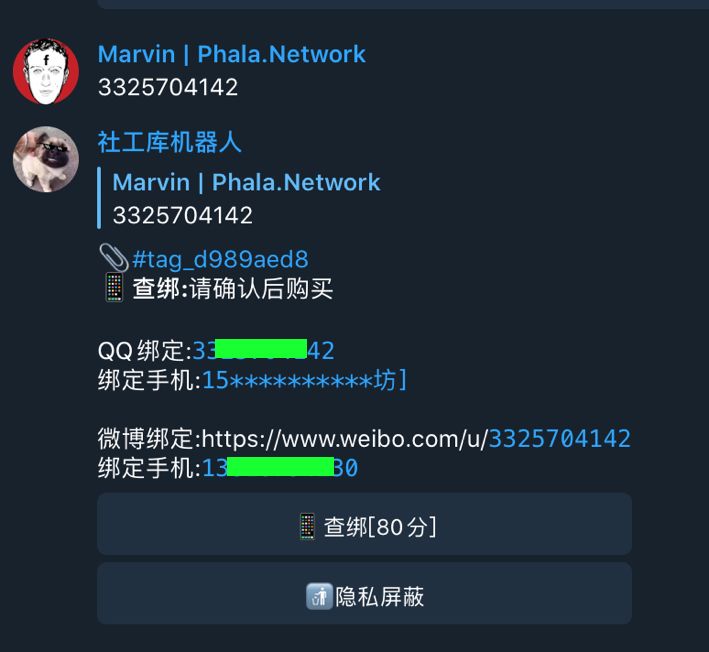 Marvin | Phala.Network
3325704142
社工库机器人
Marvin | Phala.Network
3325704142
#tag_d989aed8
查绑:请确认后购买
QQ绑定:33 42
绑定手机:15**********坊]
微博绑定:https://www.weibo.com/u/3325704142
绑定手机:13 30
查绑[80分]
隐私屏蔽